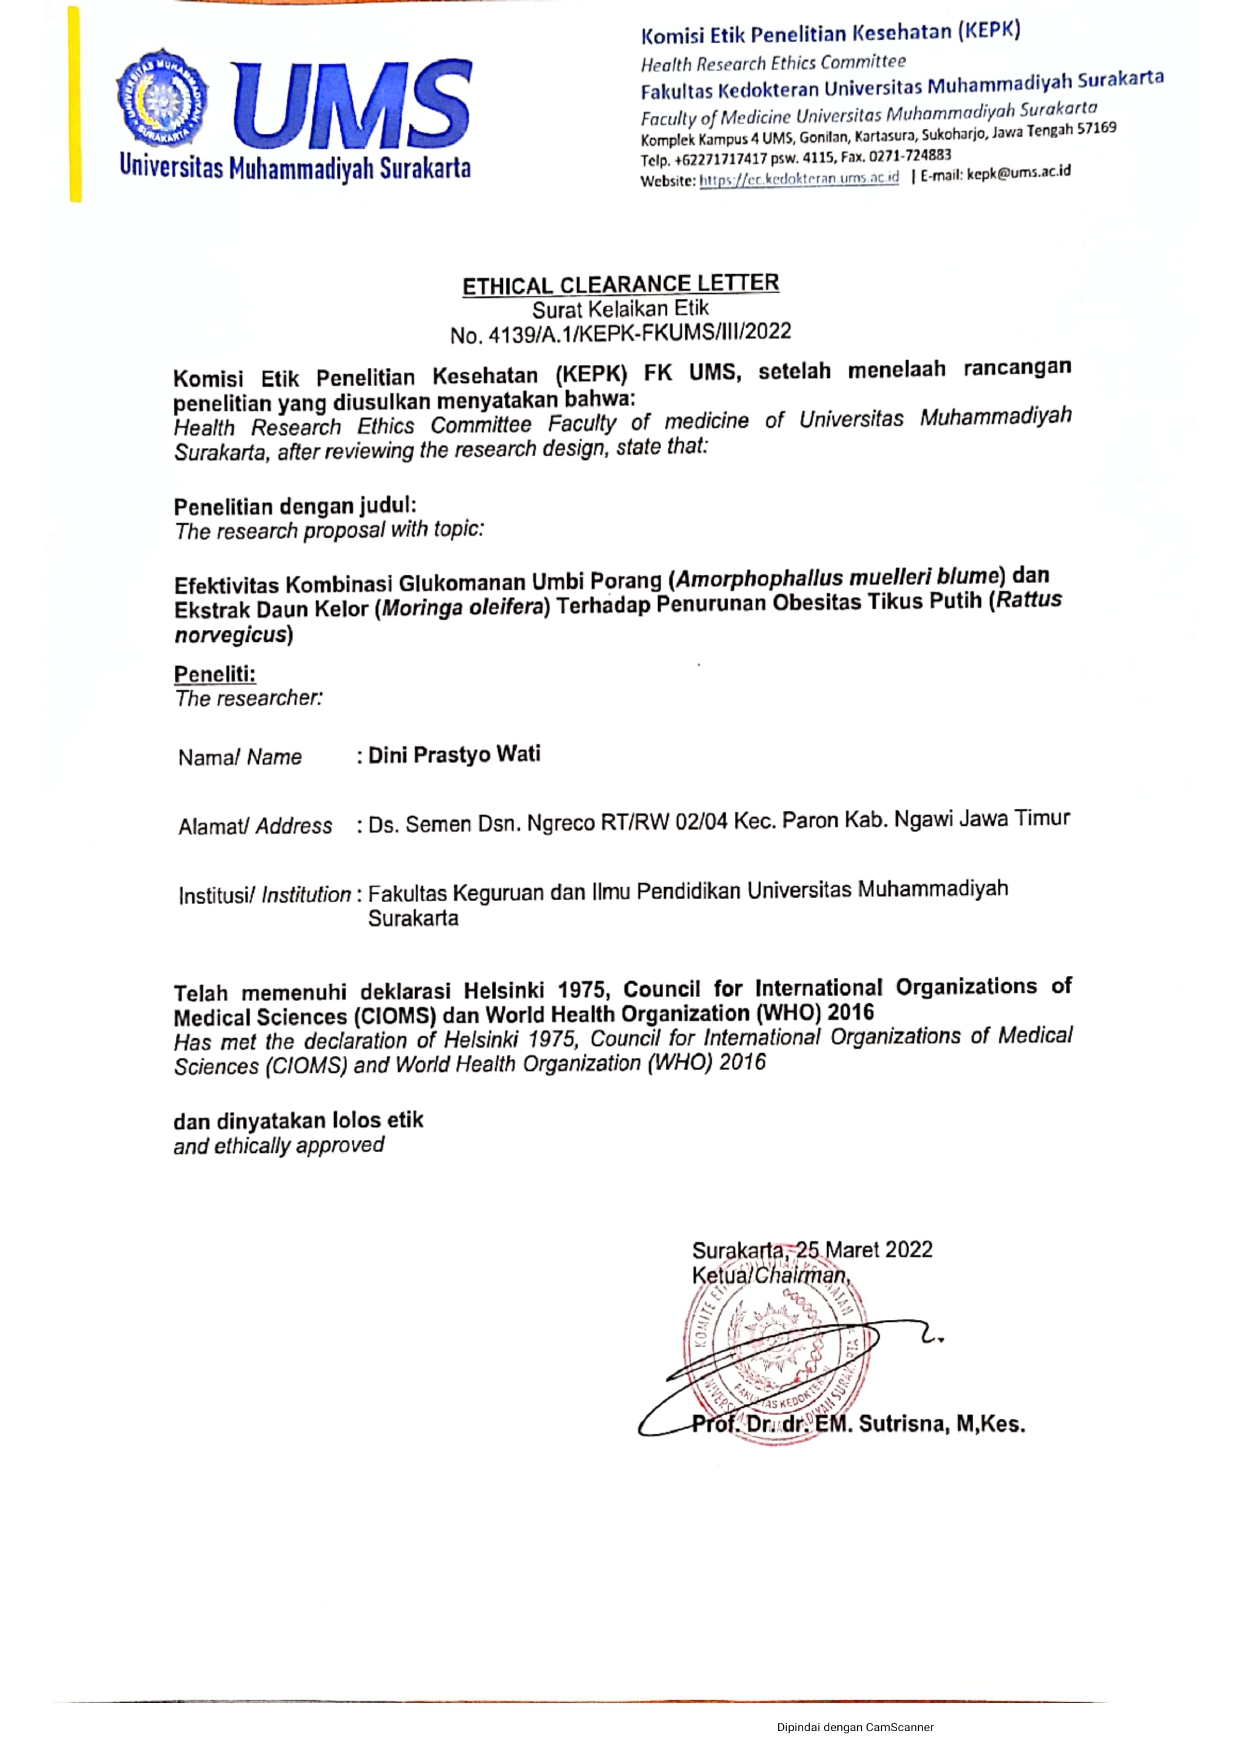 UMS
Universitas Muhammadiyah Surakarta
Komisi Etik Penelitian Kesehatan (KEPK)
Health Research Ethics Committee
Fakultas Kedokteran Universitas Muhammadiyah Surakarta
Faculty of Medicine Universitas Muhammadiyah Surakarta
Komplek Kampus 4 UMS, Gonilan, Kartasura, Sukoharjo, Jawa Tengah 57169
Telp. +62271717417 psw. 4115, Fax. 0271-724883
Website: https://ec.kedokteran.ums.ac.id | E-mail: kepk@ums.ac.id
ETHICAL CLEARANCE LETTER
Surat Kelaikan Etik
No. 4139/A.1/KEPK-FKUMS/III/2022
Komisi Etik Penelitian Kesehatan (KEPK) FK UMS, setelah menelaah rancangan
penelitian yang diusulkan menyatakan bahwa:
Health Research Ethics Committee Faculty of medicine of Universitas Muhammadiyah
Surakarta, after reviewing the research design, state that:
Penelitian dengan judul:
The research proposal with topic:
Efektivitas Kombinasi Glukomanan Umbi Porang (Amorphophallus muelleri blume) dan
Ekstrak Daun Kelor (Moringa oleifera) Terhadap Penurunan Obesitas Tikus Putih (Rattus
norvegicus)
Peneliti:
The researcher:
Nama/ Name : Dini Prastyo Wati
Alamat/ Address : Ds. Semen Dsn. Ngreco RT/RW 02/04 Kec. Paron Kab. Ngawi Jawa Timur
Institusi/ Institution : Fakultas Keguruan dan Ilmu Pendidikan Universitas Muhammadiyah
Surakarta
Telah memenuhi deklarasi Helsinki 1975, Council for International Organizations of
Medical Sciences (CIOMS) dan World Health Organization (WHO) 2016
Has met the declaration of Helsinki 1975, Council for International Organizations of Medical
Sciences (CIOMS) and World Health Organization (WHO) 2016
dan dinyatakan lolos etik
and ethically approved
Surakarta, 25 Maret 2022
Ketua/Chairman,
Prof. Dr. dr. EM. Sutrisna, M,Kes.
Dipindai dengan CamScanner